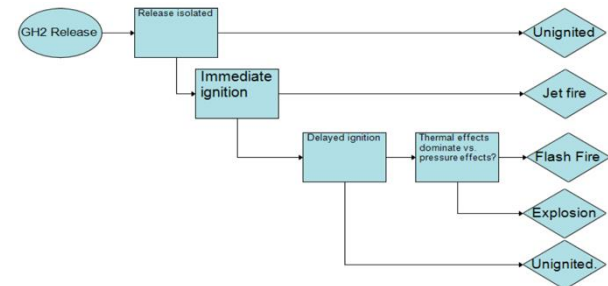 Release isolated
GH2 Release
Unignited
Immediate
ignition
Jet fire
Delayed ignition
Thermal effects
dominate vs.
pressure effects?
Flash Fire
Explosion
Unignited.